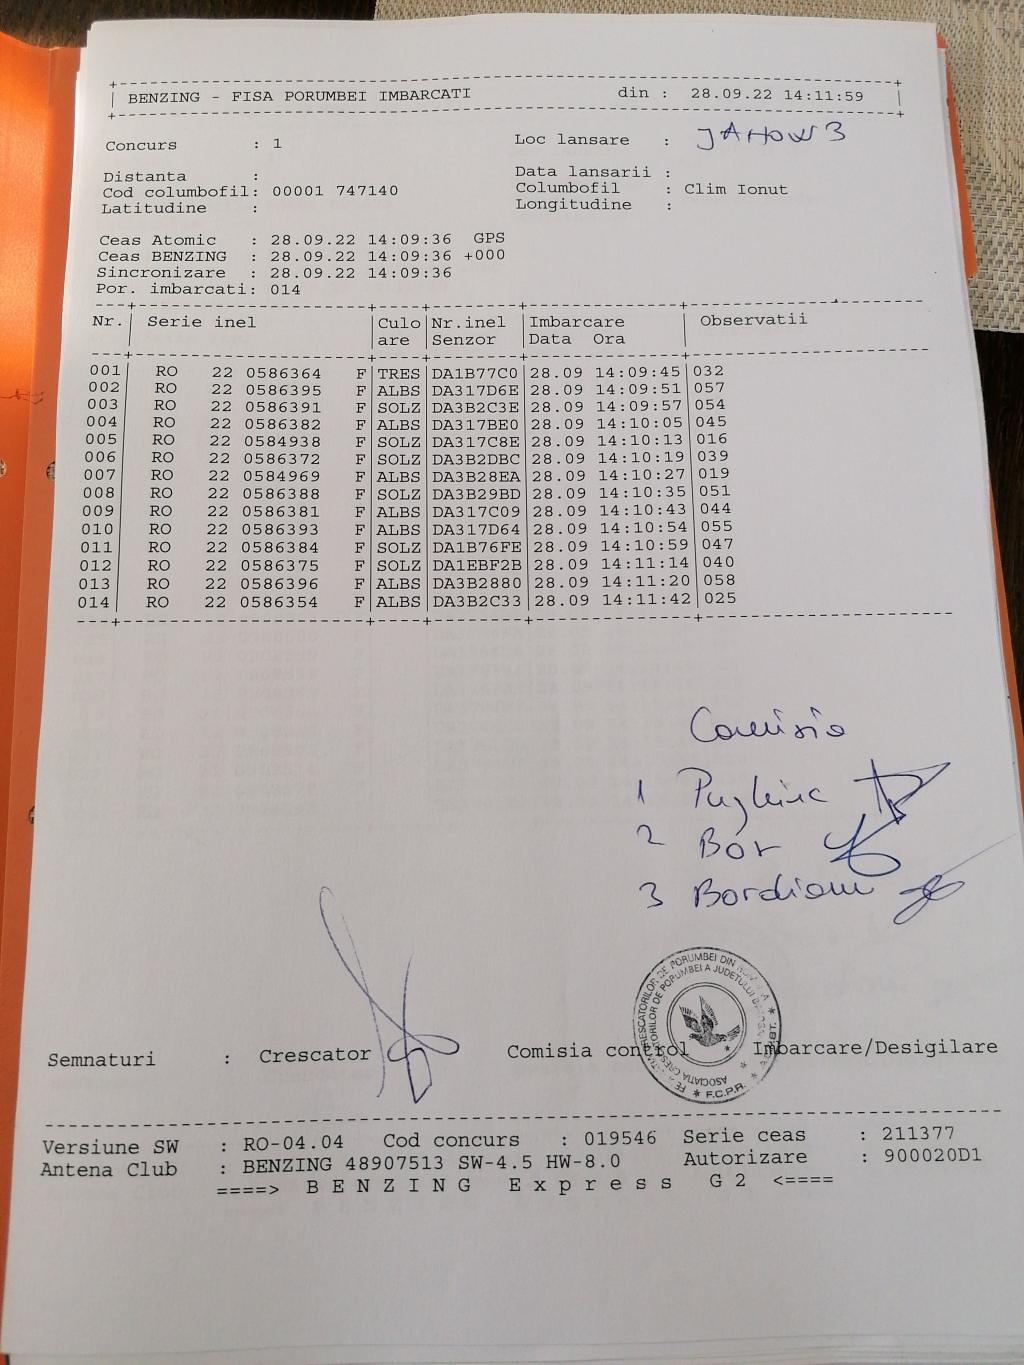 BENZING - FISA PORUMBEI IMBARCATI din : 28.09.22 14:11:59
Concurs : 1 Loc lansare : JAHOW 3
Distanta : Data lansarii :
Cod columbofil: 00001 747140 Columbofil : Clim Ionut
Latitudine : Longitudine :
Ceas Atomic : 28.09.22 14:09:36 GPS
Ceas BENZING : 28.09.22 14:09:36 +000
Sincronizare : 28.09.22 14:09:36
Por. imbarcati: 014
Nr. Serie inel Culo Nr.inel Imbarcare Observatii
are Senzor Data Ora
001 RO 22 0586364 F TRES DA1B77C0 28.09 14:09:45 032
002 RO 22 0586395 F ALBS DA317D6E 28.09 14:09:51 057
003 RO 22 0586391 F SOLZ DA3B2C3E 28.09 14:09:57 054
004 RO 22 0586382 F ALBS DA317BE0 28.09 14:10:05 045
005 RO 22 0584938 F SOLZ DA317C8E 28.09 14:10:13 016
006 RO 22 0586372 F SOLZ DA3B2DBC 28.09 14:10:19 039
007 RO 22 0584969 F ALBS DA3B28EA 28.09 14:10:27 019
008 RO 22 0586388 F SOLZ DA3B29BD 28.09 14:10:35 051
009 RO 22 0586381 F ALBS DA317C09 28.09 14:10:43 044
010 RO 22 0586393 F ALBS DA317D64 28.09 14:10:54 055
011 RO 22 0586384 F SOLZ DA1B76FE 28.09 14:10:59 047
012 RO 22 0586375 F SOLZ DA1EBF2B 28.09 14:11:14 040
013 RO 22 0586396 F ALBS DA3B2880 28.09 14:11:20 058
014 RO 22 0586354 F ALBS DA3B2C33 28.09 14:11:42 025
Comisia
1 Pughiuc
2 Bor
3 Bordianu
PORUMBEI DIN
DE PORUMBEI A JUDETULUI
ASOCIATIA
F.C.P.R.
Semnaturi : Crescator Comisia control Imbarcare/Desigilare
Versiune SW : RO-04.04 Cod concurs : 019546 Serie ceas : 211377
Antena Club : BENZING 48907513 SW-4.5 HW-8.0 Autorizare : 900020D1
====> BENZING Express G2 <====